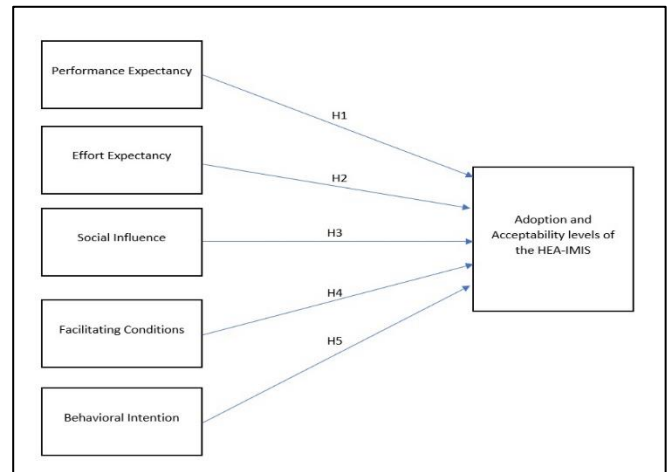 Performance Expectancy
H1
Effort Expectancy
H2
Social Influence
H3
Adoption and
Acceptability levels of
the HEA-IMIS
Facilitating Conditions
H4
H5
Behavioral Intention